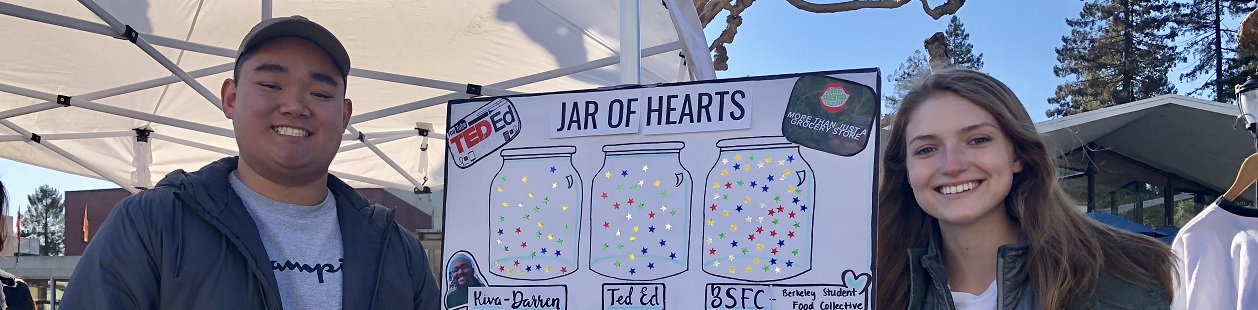 JAR OF HEARTS
TED Ed
MORE THAN JUST A
GROCERY STORE
ampi
Kiva-Darren
Ted Ed
BSFC - Berkeley Student
Food Collective